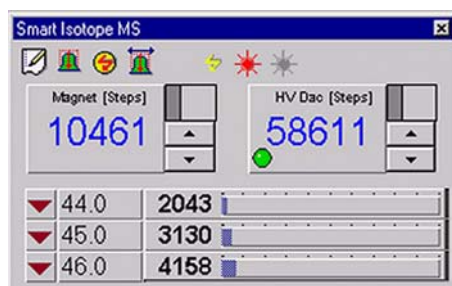 Smart Isotope MS
Magnet [Steps]
10461
HV Dac [Steps]
58611
44.0 2043
45.0 3130
46.0 4158